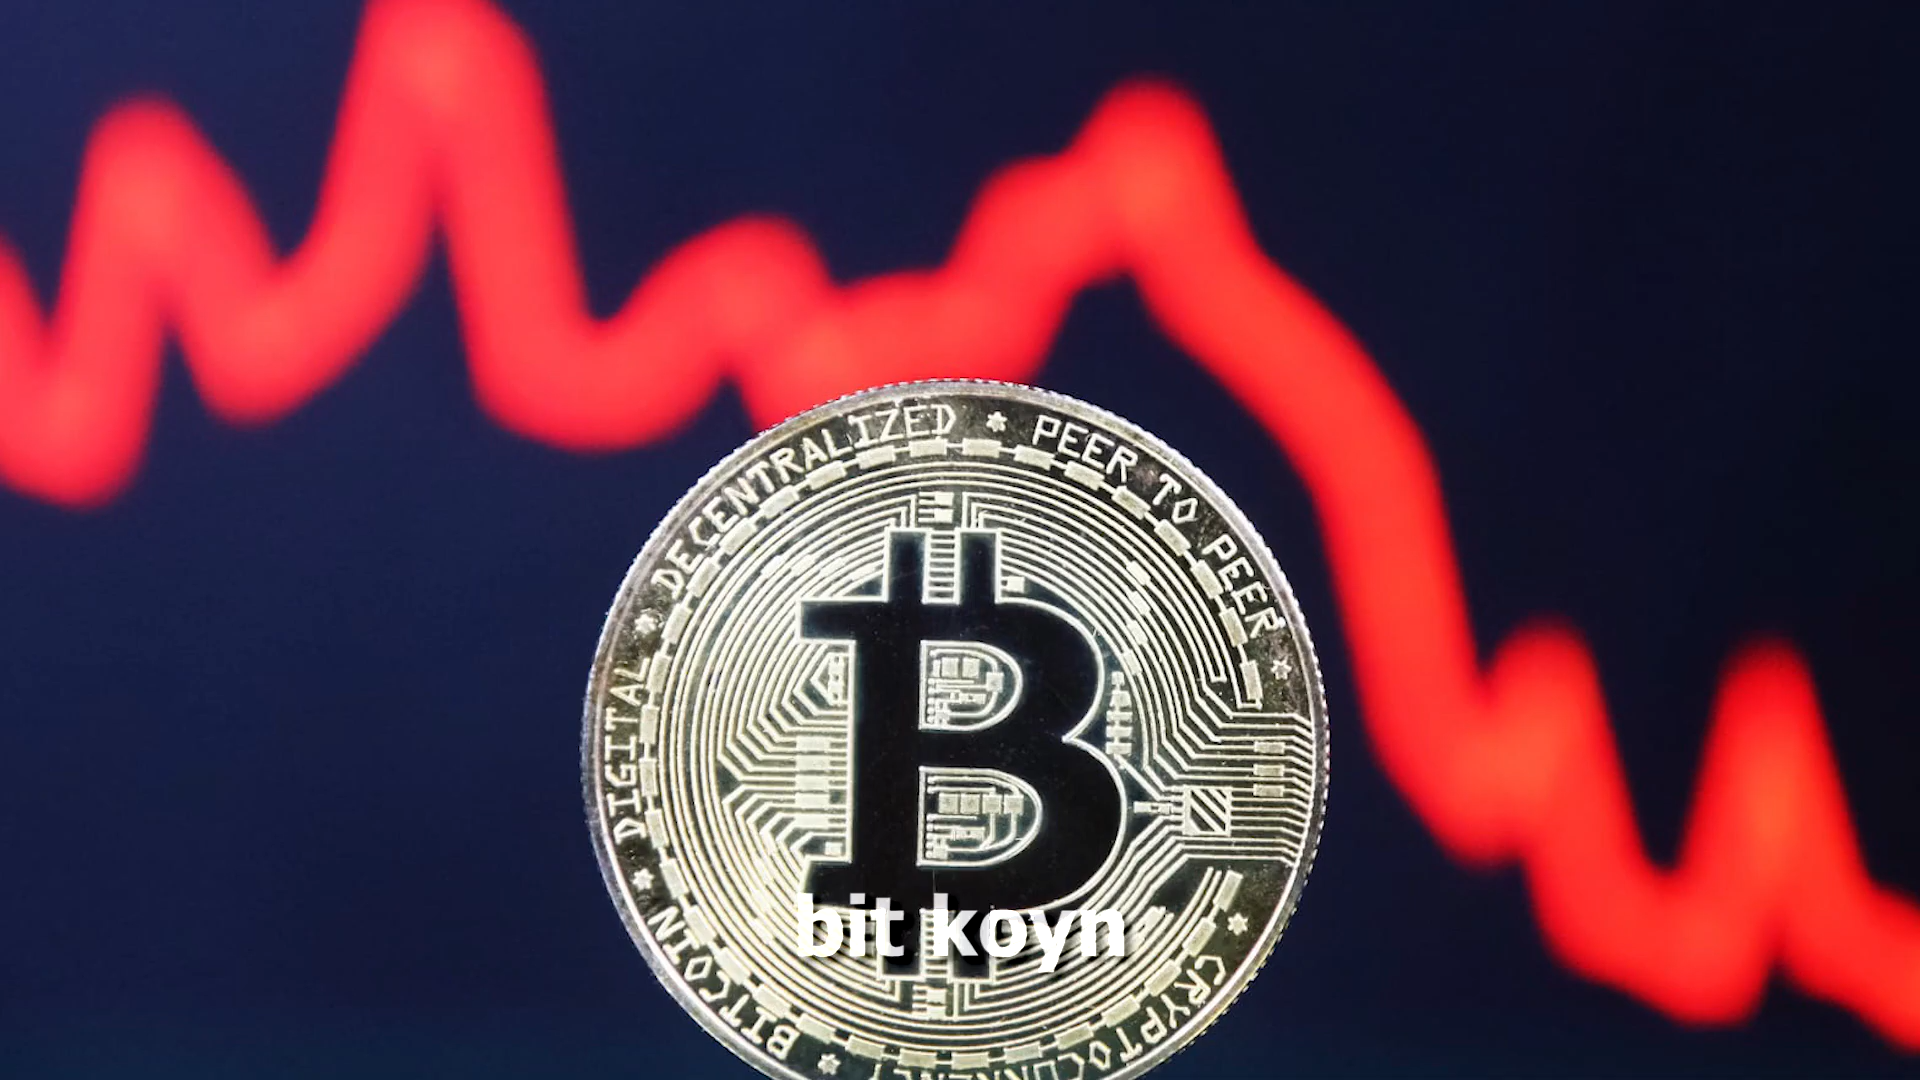 DIGITAL * DECENTRALIZED * PEER TO PEER *
BITCOIN * CRYPTOCURRENCY *
bit koyn